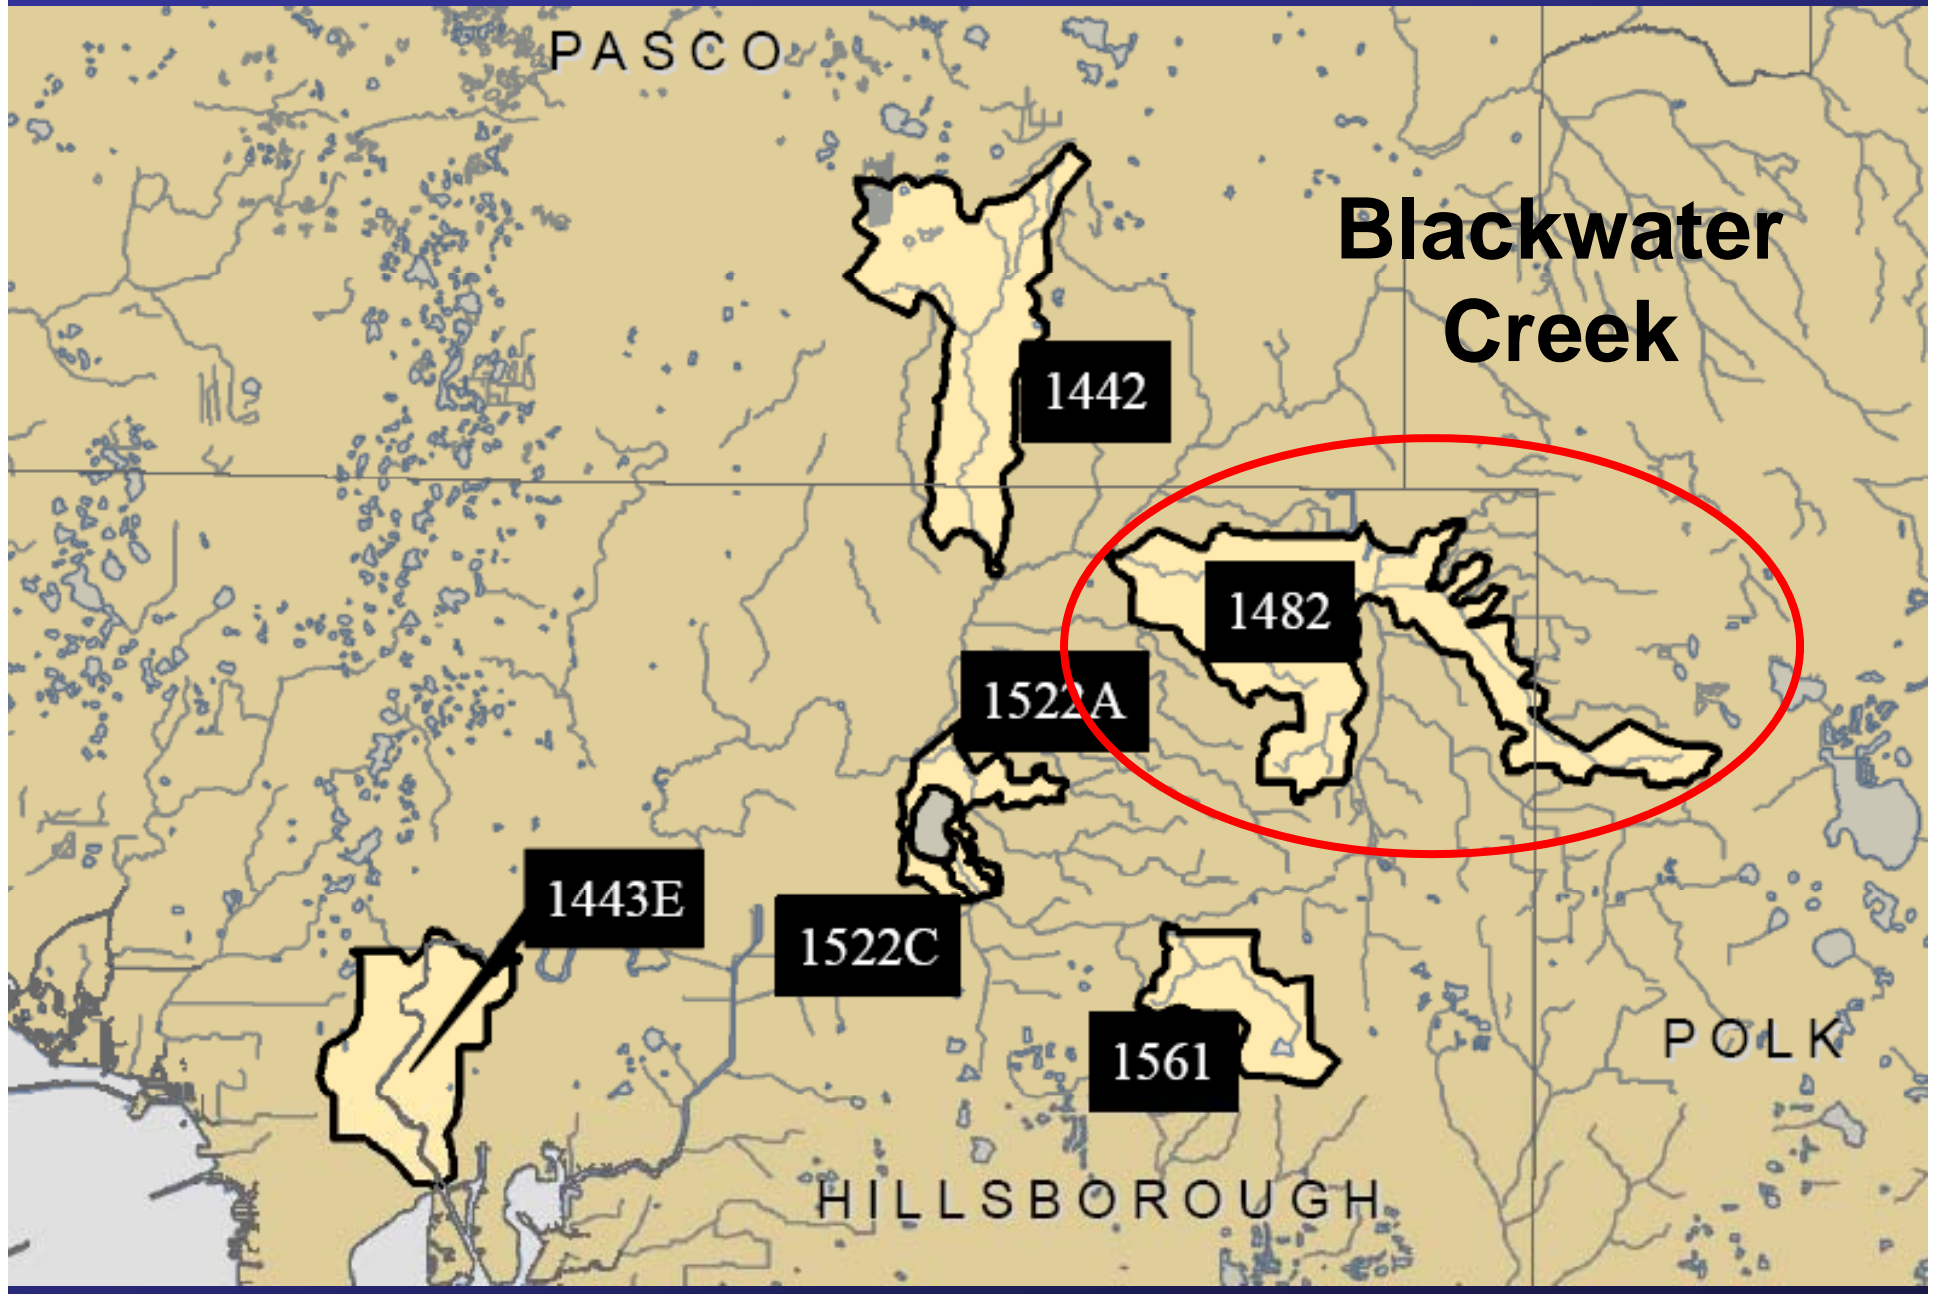 PASCO
Blackwater
Creek
1442
1482
1522A
1443E
1522C
1561
POLK
HILLSBOROUGH